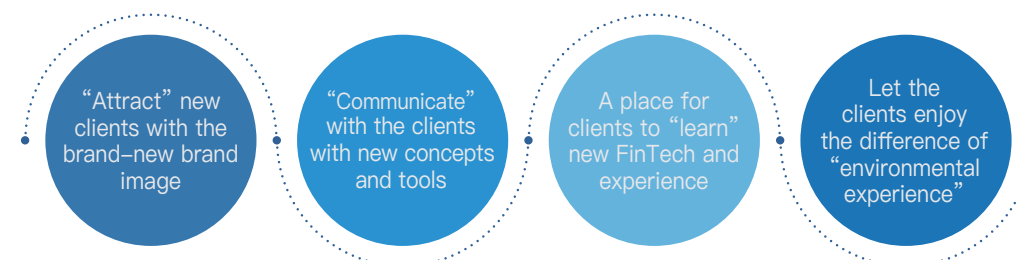 “Attract” new
clients with the
brand-new brand
image
“Communicate”
with the clients
with new concepts
and tools
A place for
clients to “learn”
new FinTech and
experience
Let the
clients enjoy
the difference of
“environmental
experience”